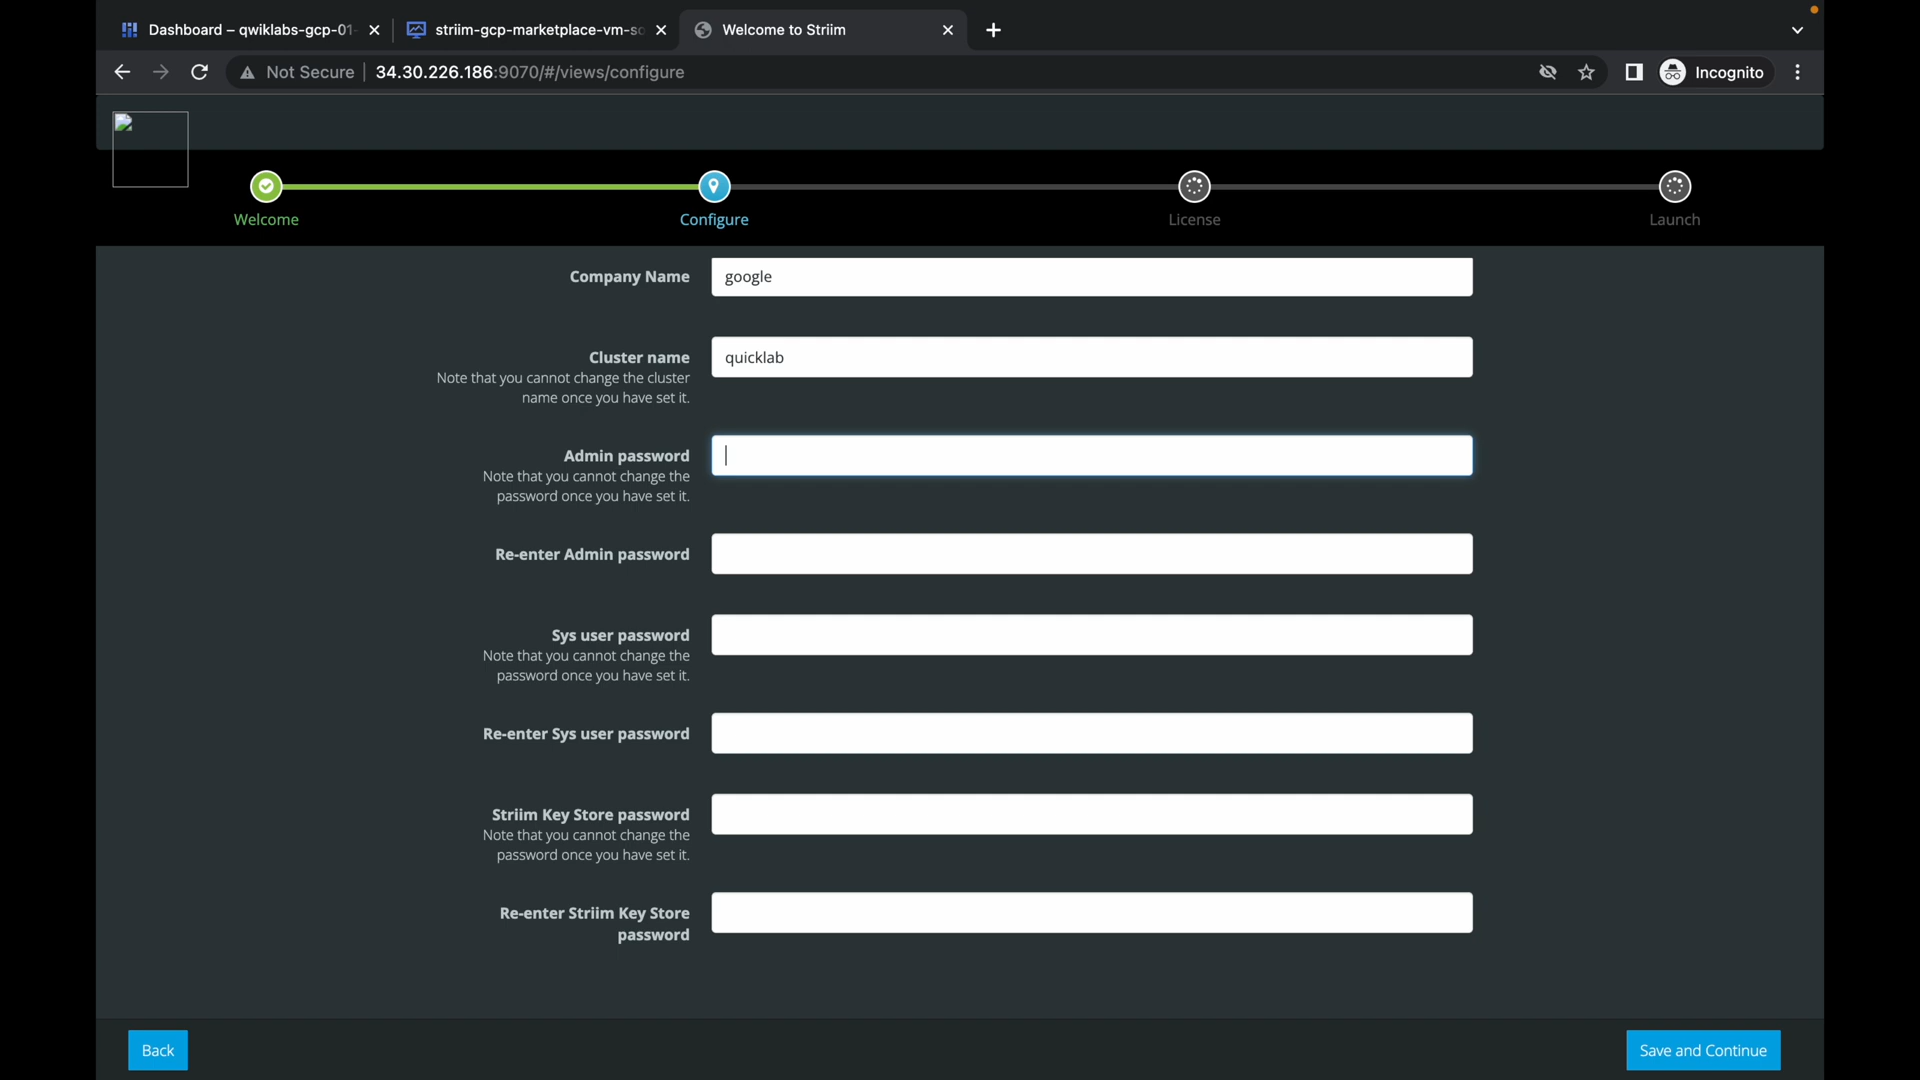 Dashboard – qwiklabs-gcp-01-
striim-gcp-marketplace-vm-so
Welcome to Striim
Not Secure
34.30.226.186:9070/#/views/configure
Incognito
Welcome
Configure
License
Launch
Company Name
google
Cluster name
quicklab
Note that you cannot change the cluster
name once you have set it.
Admin password
Note that you cannot change the
password once you have set it.
Re-enter Admin password
Sys user password
Note that you cannot change the
password once you have set it.
Re-enter Sys user password
Striim Key Store password
Note that you cannot change the
password once you have set it.
Re-enter Striim Key Store
password
Back
Save and Continue